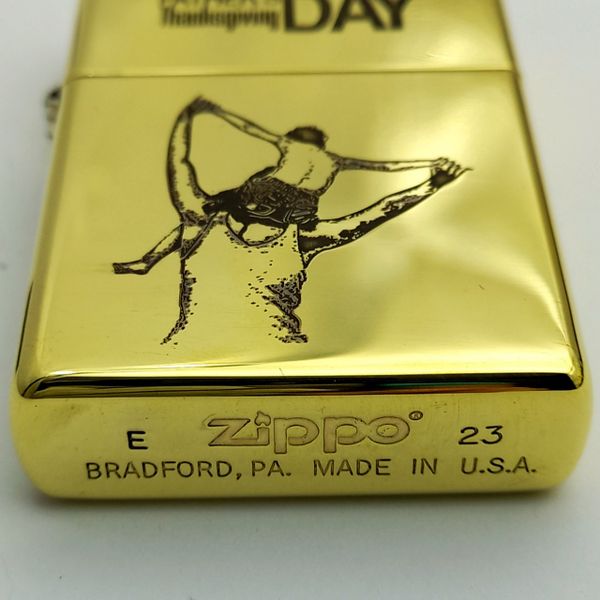 Thanksgiving DAY
E Zippo® 23
BRADFORD, PA. MADE IN U.S.A.